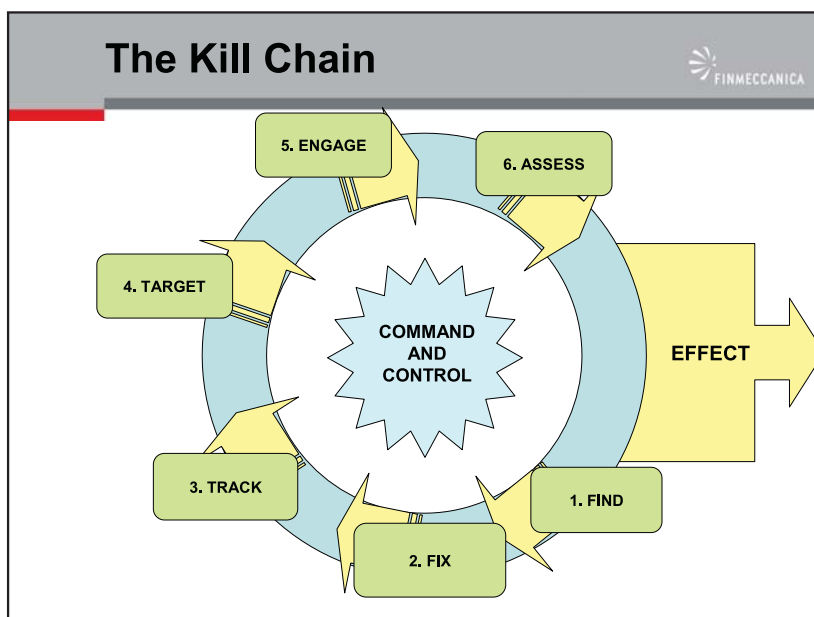 The Kill Chain
FINMECCANICA
5. ENGAGE
6. ASSESS
4. TARGET
COMMAND
AND
CONTROL
EFFECT
3. TRACK
1. FIND
2. FIX